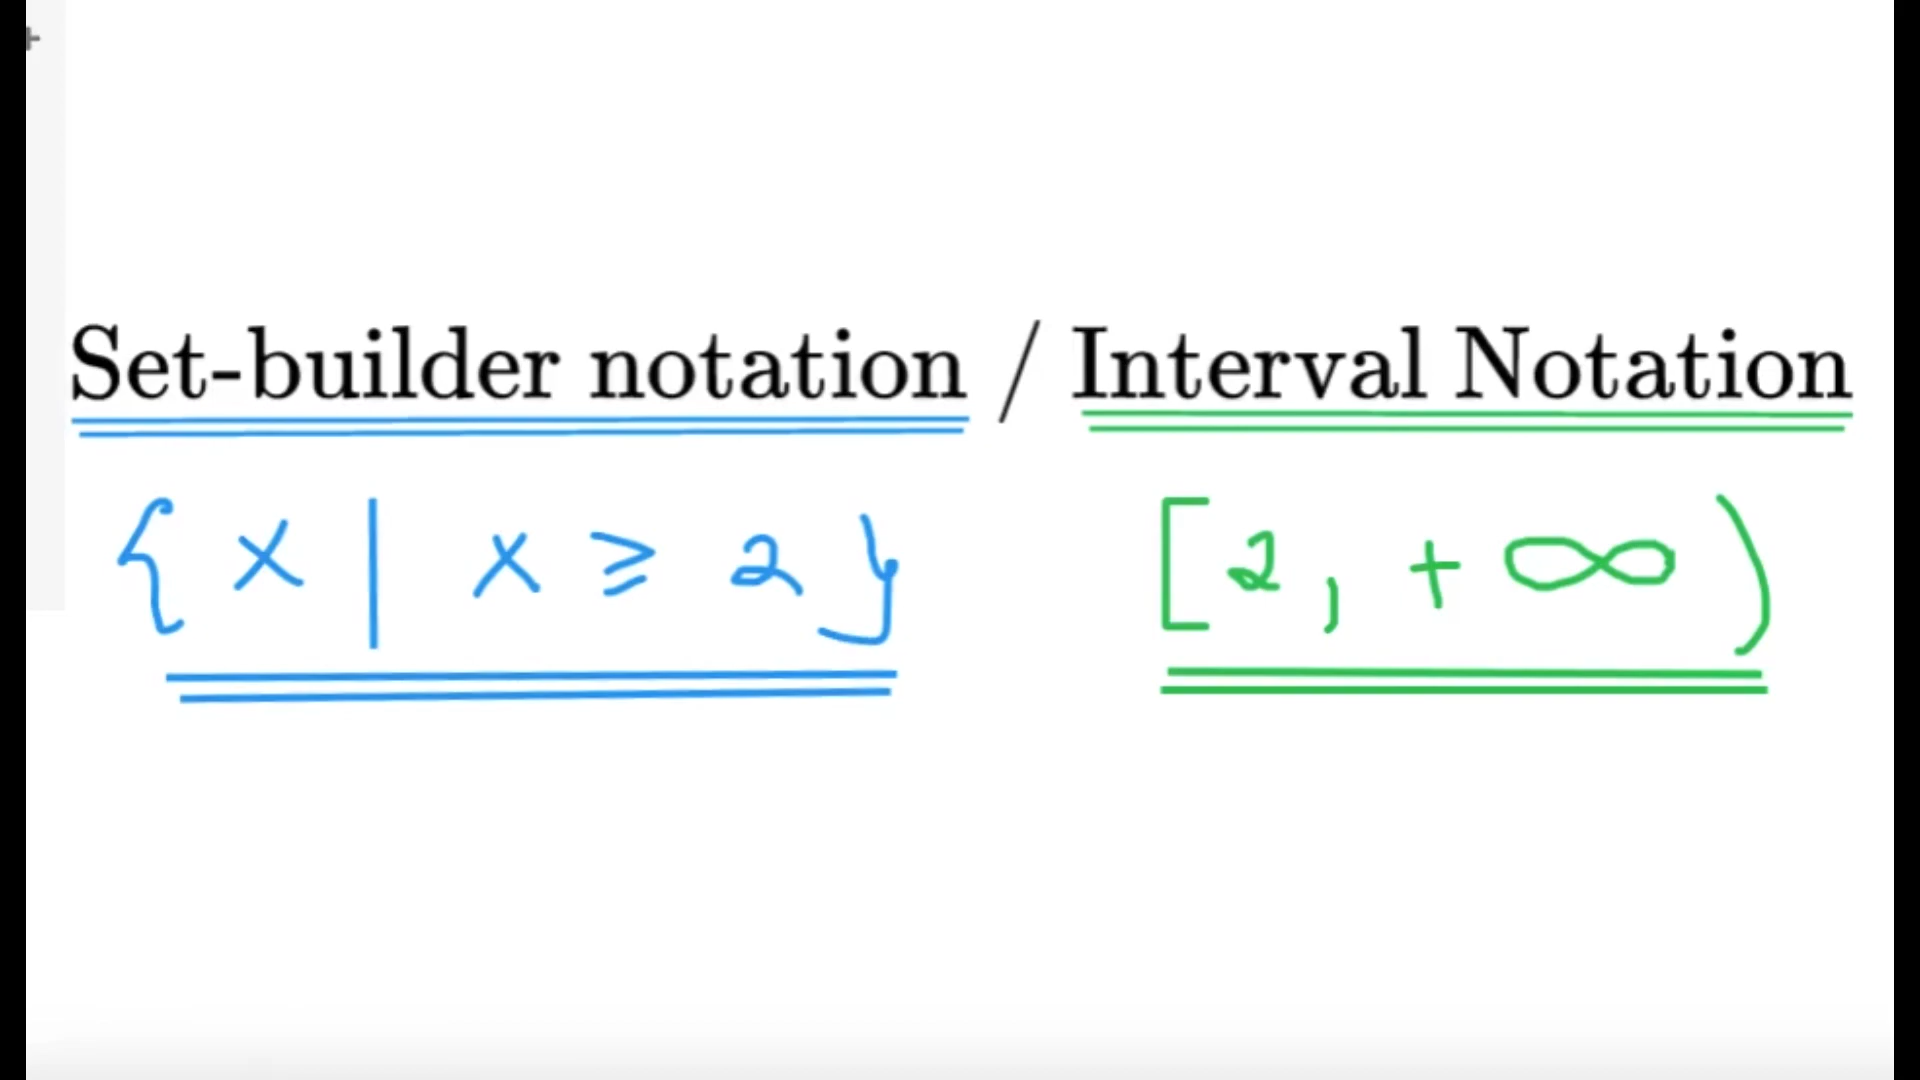 Set-builder notation / Interval Notation
{ x | x ⩾ 2 } [ 2 , + ∞ )